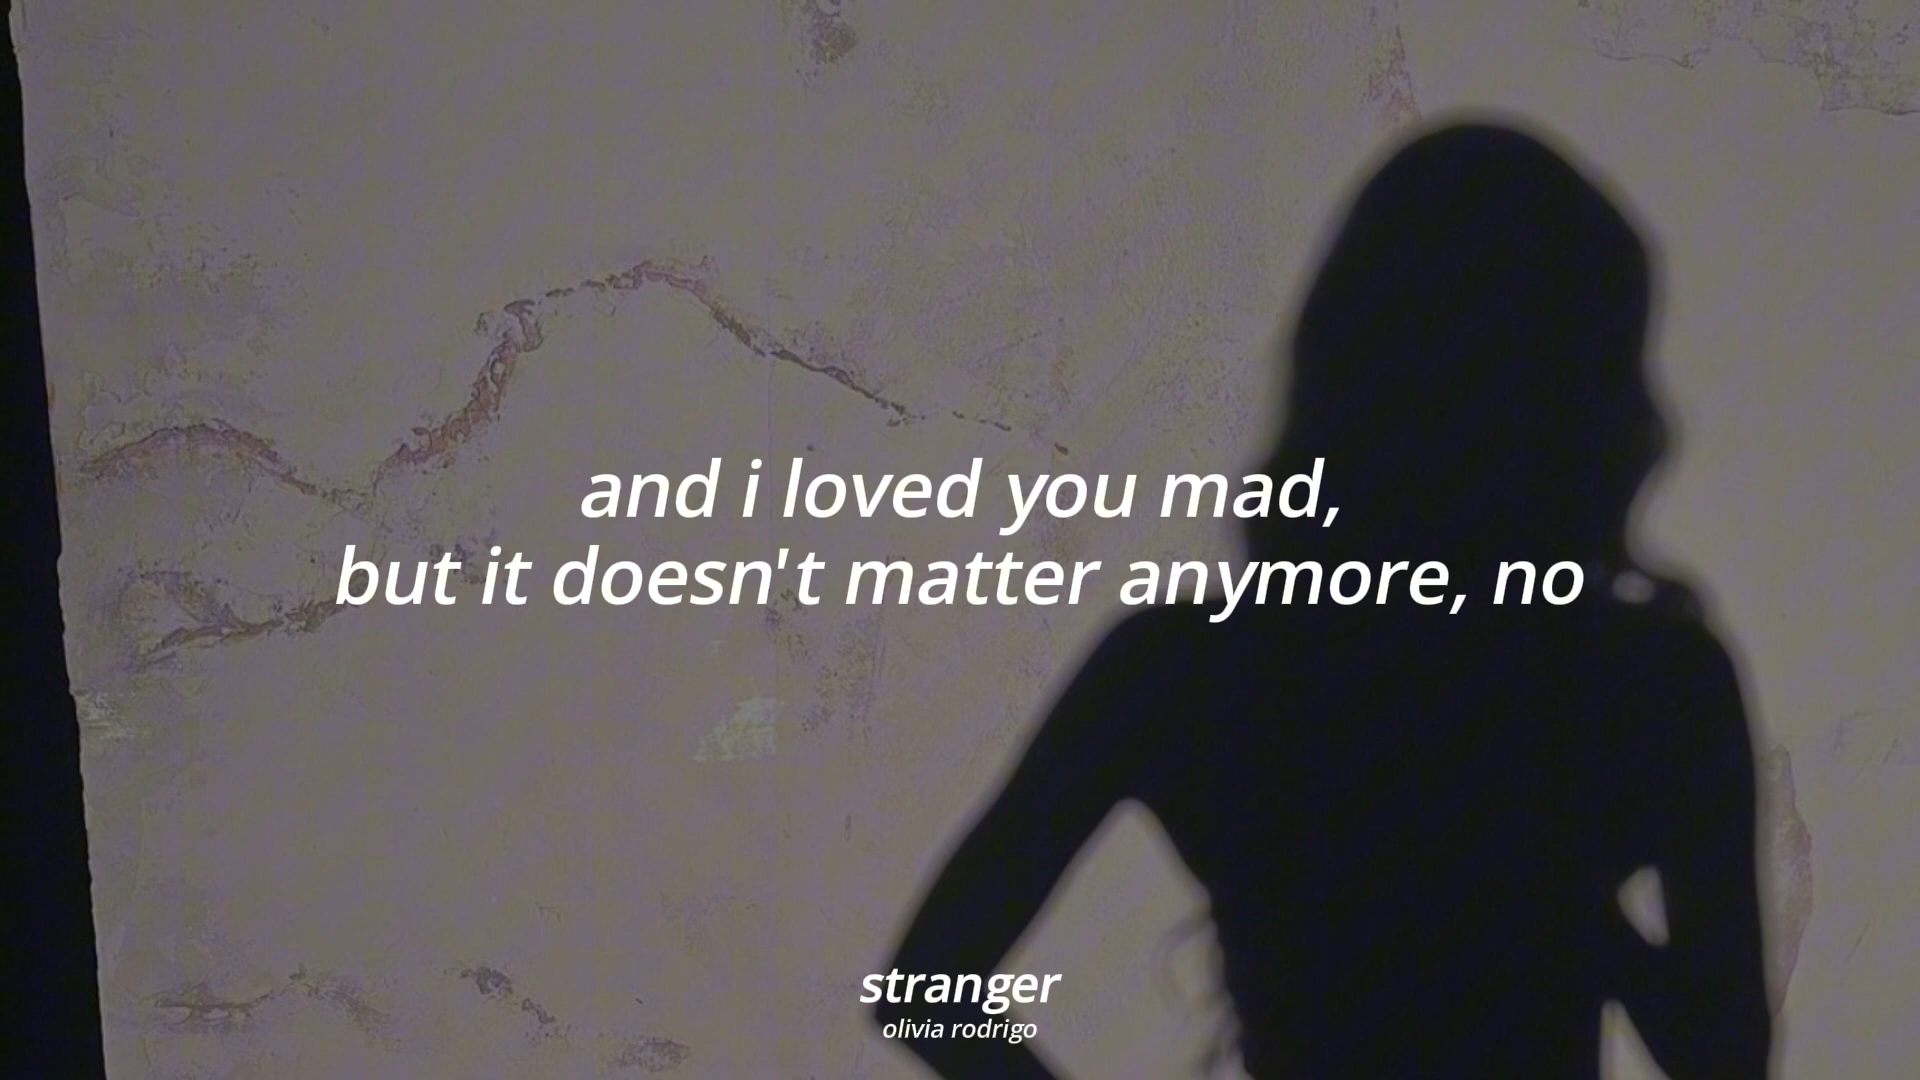 and i loved you mad,
but it doesn't matter anymore, no
stranger
olivia rodrigo